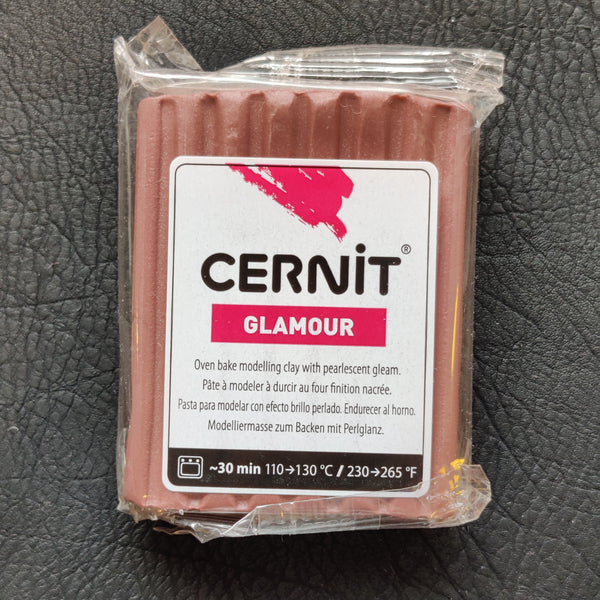 CERNiT®
GLAMOUR
Oven bake modelling clay with pearlescent gleam.
Pâte à modeler à durcir au four finition nacrée.
Pasta para modelar con efecto brillo perlado. Endurecer al horno.
Modelliermasse zum Backen mit Perlglanz.
~30 min 110→130 °C / 230→265 °F